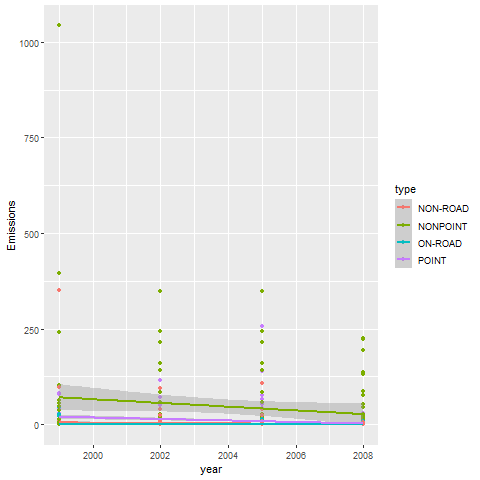 1000
750
500
250
0
Emissions
2000
2002
2004
2006
2008
year
type
NON-ROAD
NONPOINT
ON-ROAD
POINT